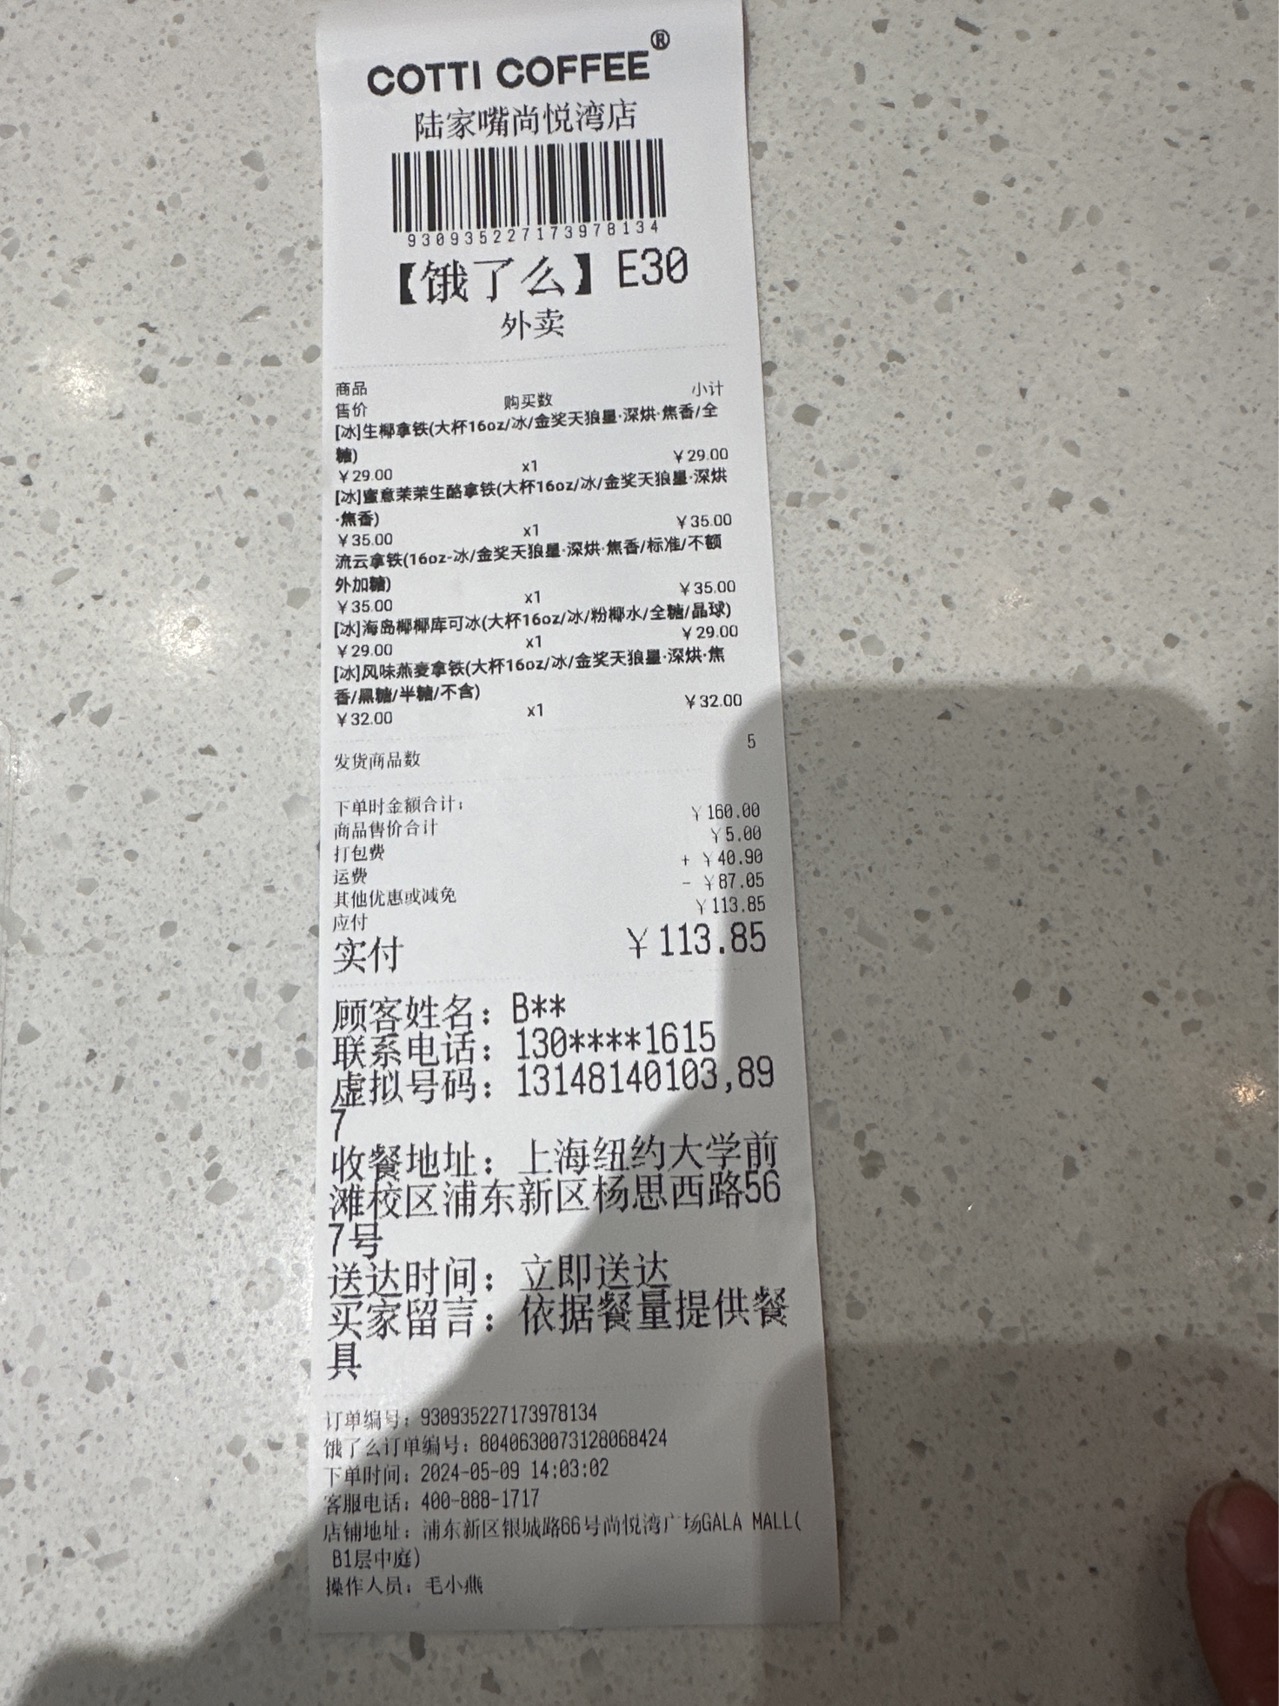 COTTI COFFEE®
陆家嘴尚悦湾店
930935227173978134
【饿了么】E30
外卖
商品
售价 购买数 小计
[冰]生椰拿铁(大杯16oz/冰/金奖天狼星·深烘·焦香/全
糖)
￥29.00 x1 ￥29.00
[冰]蜜意茉茉生酪拿铁(大杯16oz/冰/金奖天狼星·深烘
·焦香)
￥35.00 x1 ￥35.00
流云拿铁(16oz-冰/金奖天狼星·深烘·焦香/标准/不额
外加糖)
￥35.00 x1 ￥35.00
[冰]海岛椰椰库可冰(大杯16oz/冰/粉椰水/全糖/晶球)
￥29.00 x1 ￥29.00
[冰]风味燕麦拿铁(大杯16oz/冰/金奖天狼星·深烘·焦
香/黑糖/半糖/不含)
￥32.00 x1 ￥32.00
发货商品数 5
下单时金额合计：
商品售价合计 ￥160.00
打包费 ￥5.00
运费 + ￥40.90
其他优惠或减免 - ￥87.05
应付 ￥113.85
实付 ￥113.85
顾客姓名：B**
联系电话：130****1615
虚拟号码：13148140103,89
7
收餐地址：上海纽约大学前
滩校区浦东新区杨思西路56
7号
送达时间：立即送达
买家留言：依据餐量提供餐
具
订单编号：930935227173978134
饿了么订单编号：8040630073128068424
下单时间：2024-05-09 14:03:02
客服电话：400-888-1717
店铺地址：浦东新区银城路66号尚悦湾广场GALA MALL(
B1层中庭)
操作人员：毛小燕